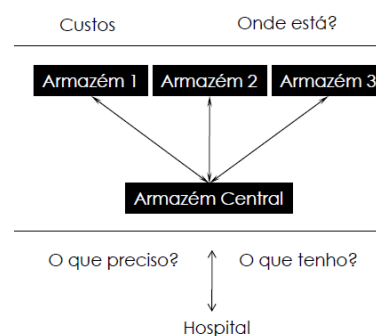 Custos
Onde está?
Armazém 1
Armazém 2
Armazém 3
Armazém Central
O que preciso?
O que tenho?
Hospital